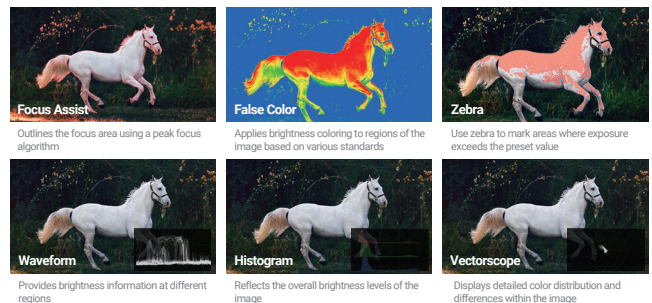 Focus Assist
Outlines the focus area using a peak focus
algorithm
False Color
Applies brightness coloring to regions of the
image based on various standards
Zebra
Use zebra to mark areas where exposure
exceeds the preset value
Waveform
Provides brightness information at different
regions
Histogram
Reflects the overall brightness levels of the
image
Vectorscope
Displays detailed color distribution and
differences within the image